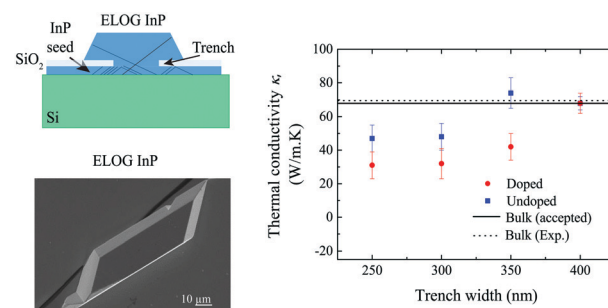 ELOG InP
InP
seed
Trench
SiO2
Si
ELOG InP
10 μm
Thermal conductivity κ,
(W/m.K)
100
80
60
40
20
0
-20
Doped
Undoped
Bulk (accepted)
Bulk (Exp.)
250
300
350
400
Trench width (nm)